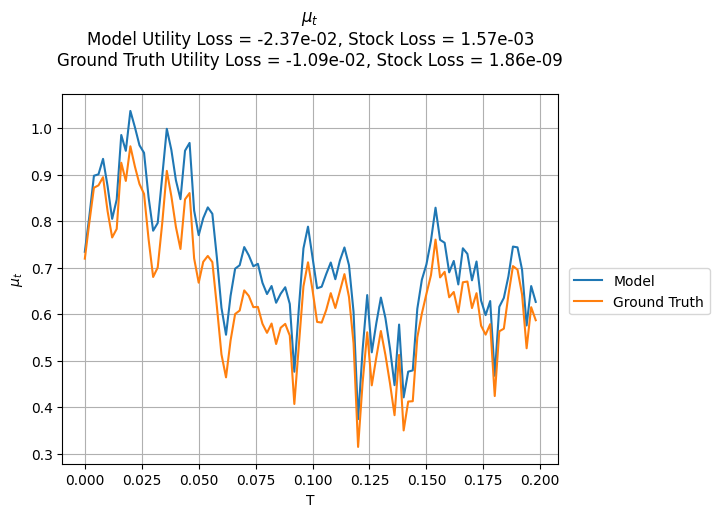 μt
Model Utility Loss = -2.37e-02, Stock Loss = 1.57e-03
Ground Truth Utility Loss = -1.09e-02, Stock Loss = 1.86e-09
1.0
0.9
0.8
0.7
0.6
0.5
0.4
0.3
μt
0.000 0.025 0.050 0.075 0.100 0.125 0.150 0.175 0.200
T
Model
Ground Truth